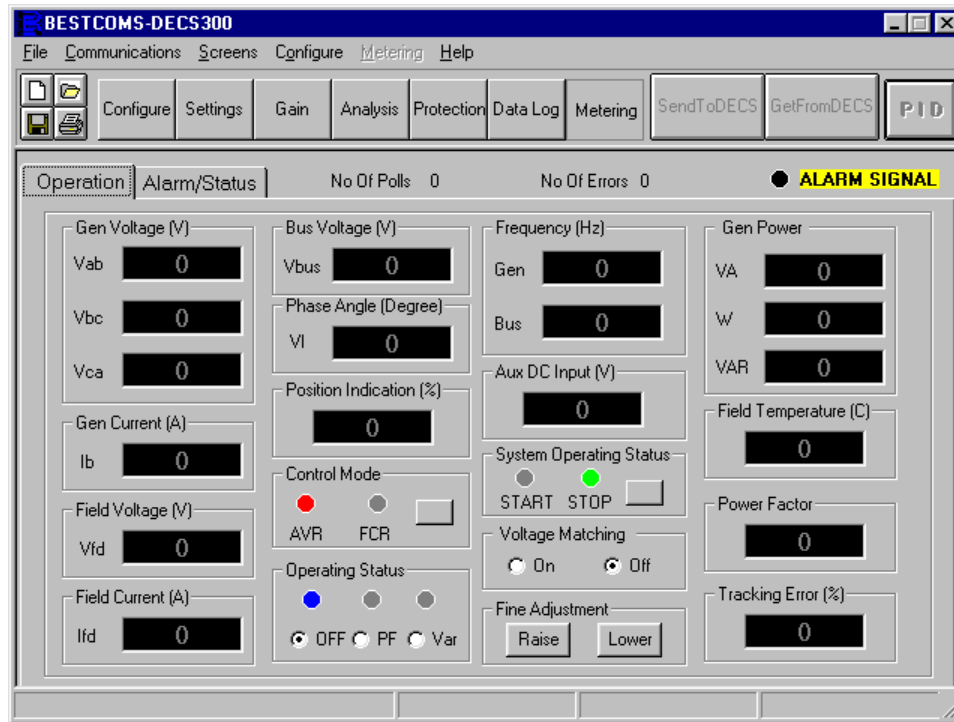 BESTCOMS-DECS300
File Communications Screens Configure Metering Help
Configure Settings Gain Analysis Protection Data Log Metering SendToDECS GetFromDECS PID
Operation Alarm/Status No Of Polls 0 No Of Errors 0 ALARM SIGNAL
Gen Voltage (V)
Vab 0
Vbc 0
Vca 0
Gen Current (A)
Ib 0
Field Voltage (V)
Vfd 0
Field Current (A)
Ifd 0
Bus Voltage (V)
Vbus 0
Phase Angle (Degree)
VI 0
Position Indication (%)
0
Control Mode
AVR FCR
Operating Status
OFF PF Var
Frequency (Hz)
Gen 0
Bus 0
Aux DC Input (V)
0
System Operating Status
START STOP
Voltage Matching
On Off
Fine Adjustment
Raise Lower
Gen Power
VA 0
W 0
VAR 0
Field Temperature (C)
0
Power Factor
0
Tracking Error (%)
0